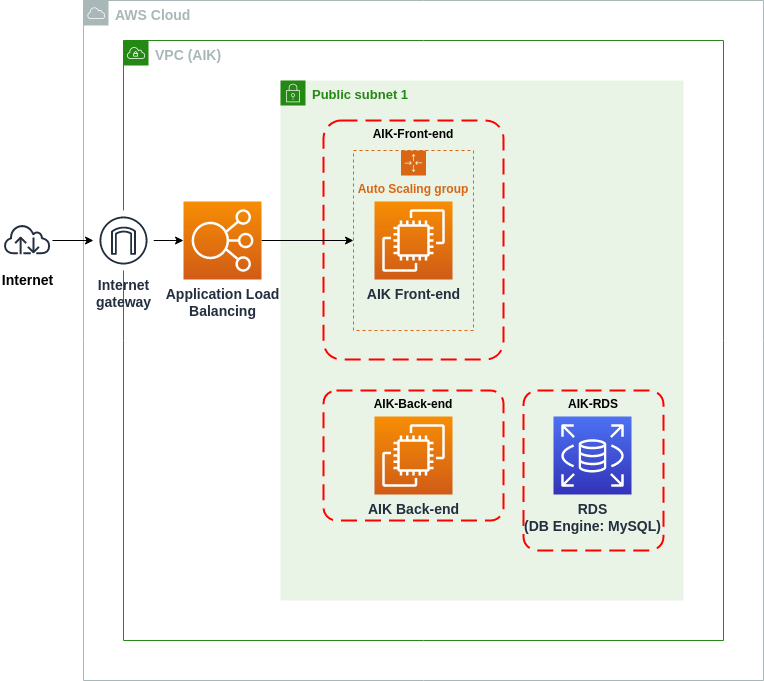 AWS Cloud
VPC (AIK)
Public subnet 1
AIK-Front-end
Auto Scaling group
AIK Front-end
Internet
Internet
gateway
Application Load
Balancing
AIK-Back-end
AIK Back-end
AIK-RDS
RDS
(DB Engine: MySQL)